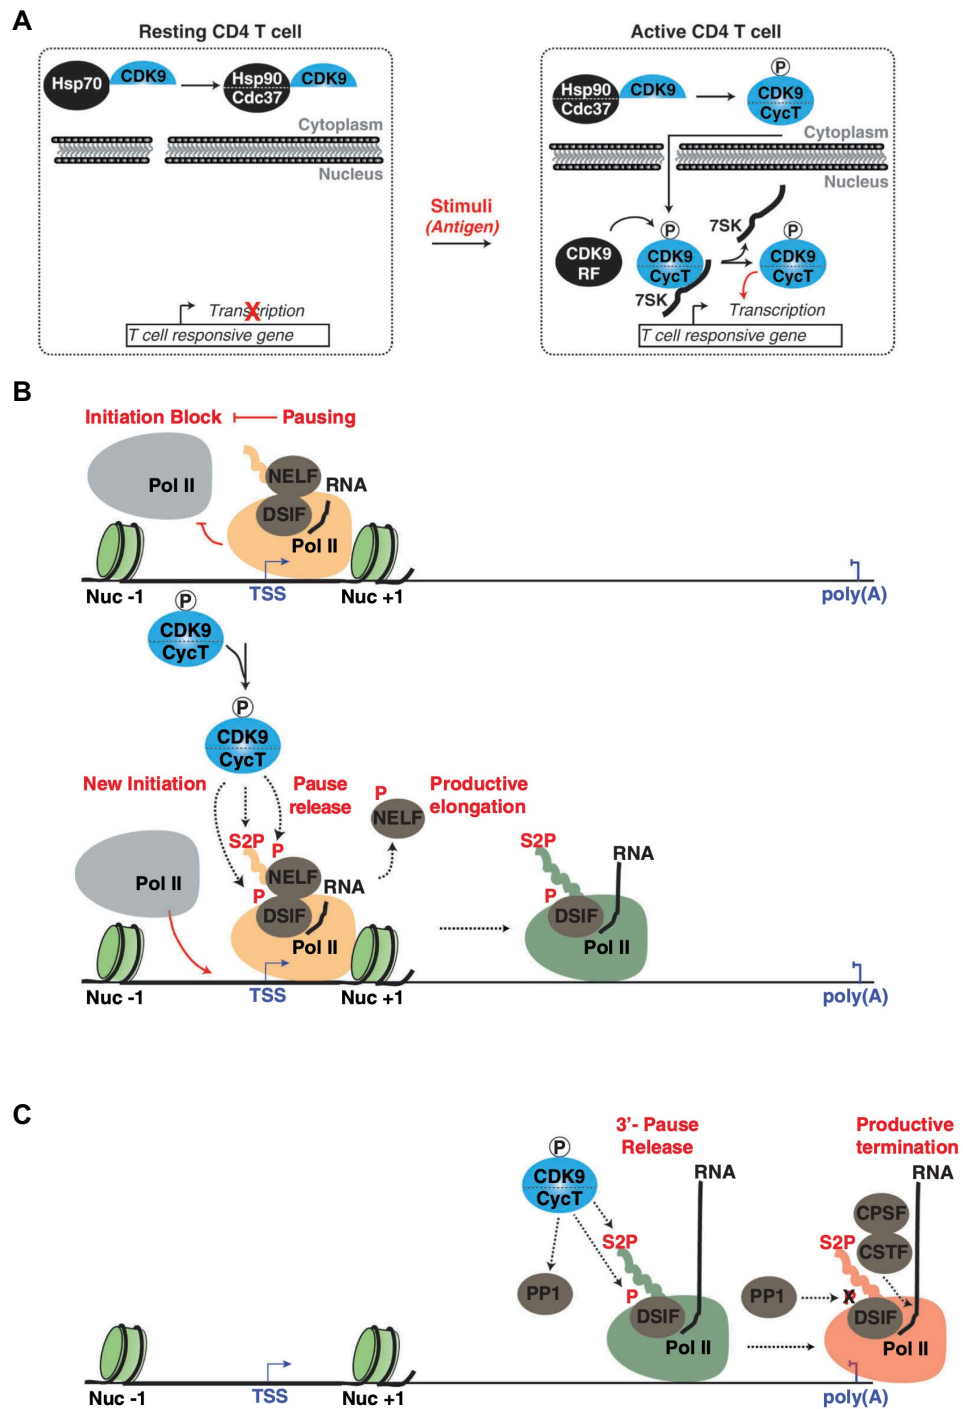 A
Resting CD4 T cell
Active CD4 T cell
Hsp70
CDK9
Hsp90
Cdc37
CDK9
Cytoplasm
Nucleus
Transcription
X
T cell responsive gene
Stimuli
(Antigen)
Hsp90
Cdc37
CDK9
P
CDK9
CycT
Cytoplasm
Nucleus
CDK9
RF
P
CDK9
CycT
7SK
7SK
P
CDK9
CycT
Transcription
T cell responsive gene
B
Initiation Block
Pausing
Pol II
NELF
DSIF
RNA
Pol II
Nuc -1
TSS
Nuc +1
poly(A)
P
CDK9
CycT
P
CDK9
CycT
New Initiation
Pause
release
P
NELF
Productive
elongation
S2P
P
NELF
P
DSIF
RNA
Pol II
Pol II
S2P
P
DSIF
RNA
Pol II
Nuc -1
TSS
Nuc +1
poly(A)
C
3'- Pause
Release
Productive
termination
P
CDK9
CycT
RNA
RNA
S2P
P
PP1
DSIF
Pol II
PP1
CPSF
CSTF
S2P
P
X
DSIF
Pol II
Nuc -1
TSS
Nuc +1
poly(A)